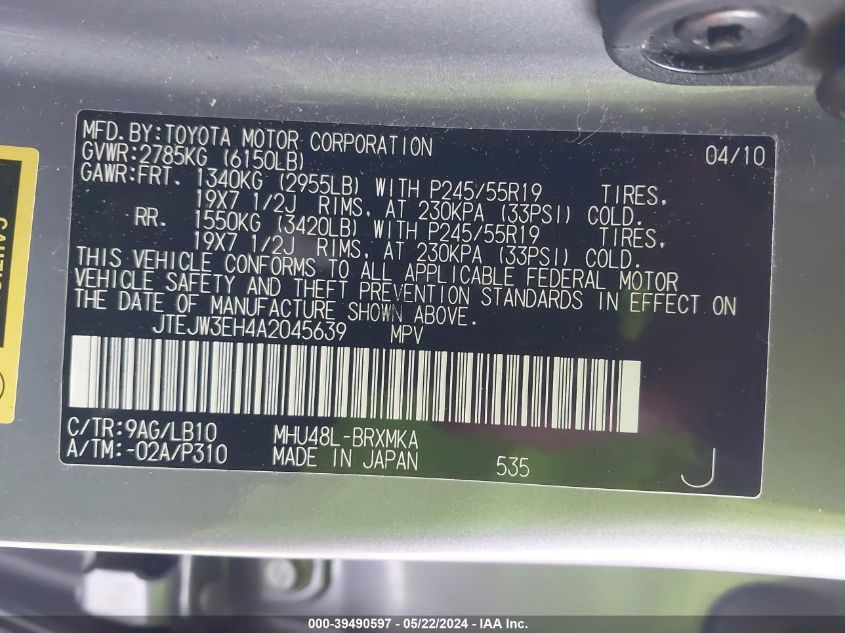 MFD.BY:TOYOTA MOTOR CORPORATION 04/10
GVWR:2785KG (6150LB)
GAWR:FRT. 1340KG (2955LB) WITH P245/55R19 TIRES,
19X7 1/2J RIMS, AT 230KPA (33PSI) COLD.
RR. 1550KG (3420LB) WITH P245/55R19 TIRES,
19X7 1/2J RIMS, AT 230KPA (33PSI) COLD.
THIS VEHICLE CONFORMS TO ALL APPLICABLE FEDERAL MOTOR
VEHICLE SAFETY AND THEFT PREVENTION STANDARDS IN EFFECT ON
THE DATE OF MANUFACTURE SHOWN ABOVE.
JTEJW3EH4A2045639 MPV
C/TR:9AG/LB10 MHU48L-BRXMKA
A/TM:-02A/P310 MADE IN JAPAN 535 J
000-39490597 - 05/22/2024 - IAA Inc.